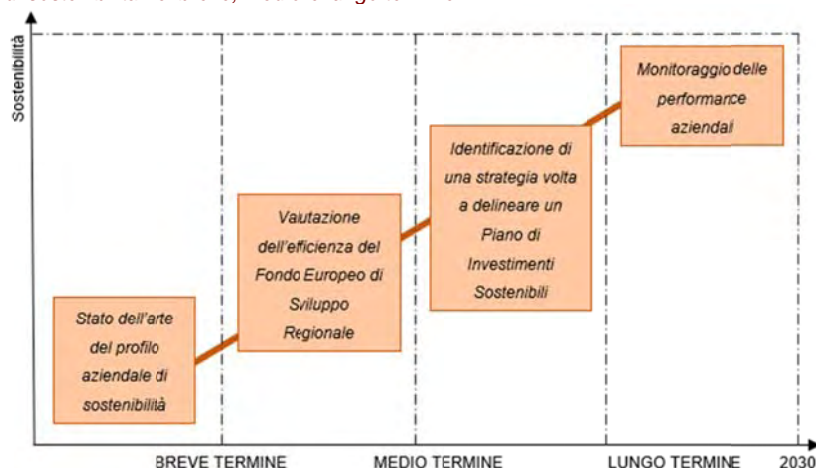 Sostenibilità
Stato dell'arte
del profilo
aziendale di
sostenibilità
Valutazione
dell'efficienza del
Fondo Europeo di
Sviluppo
Regionale
Identificazione di
una strategia volta
a delineare un
Piano di
Investimenti
Sostenibili
Monitoraggio delle
performance
aziendali
BREVE TERMINE MEDIO TERMINE LUNGO TERMINE 2030